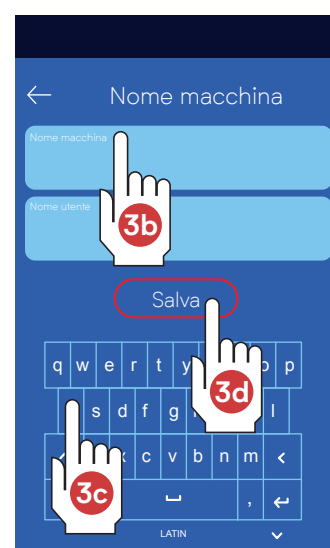 Nome macchina
Nome macchina
3b
Nome utente
Salva
3d
q w e r t y p
s d f g l
3c
c v b n m <
,
LATIN